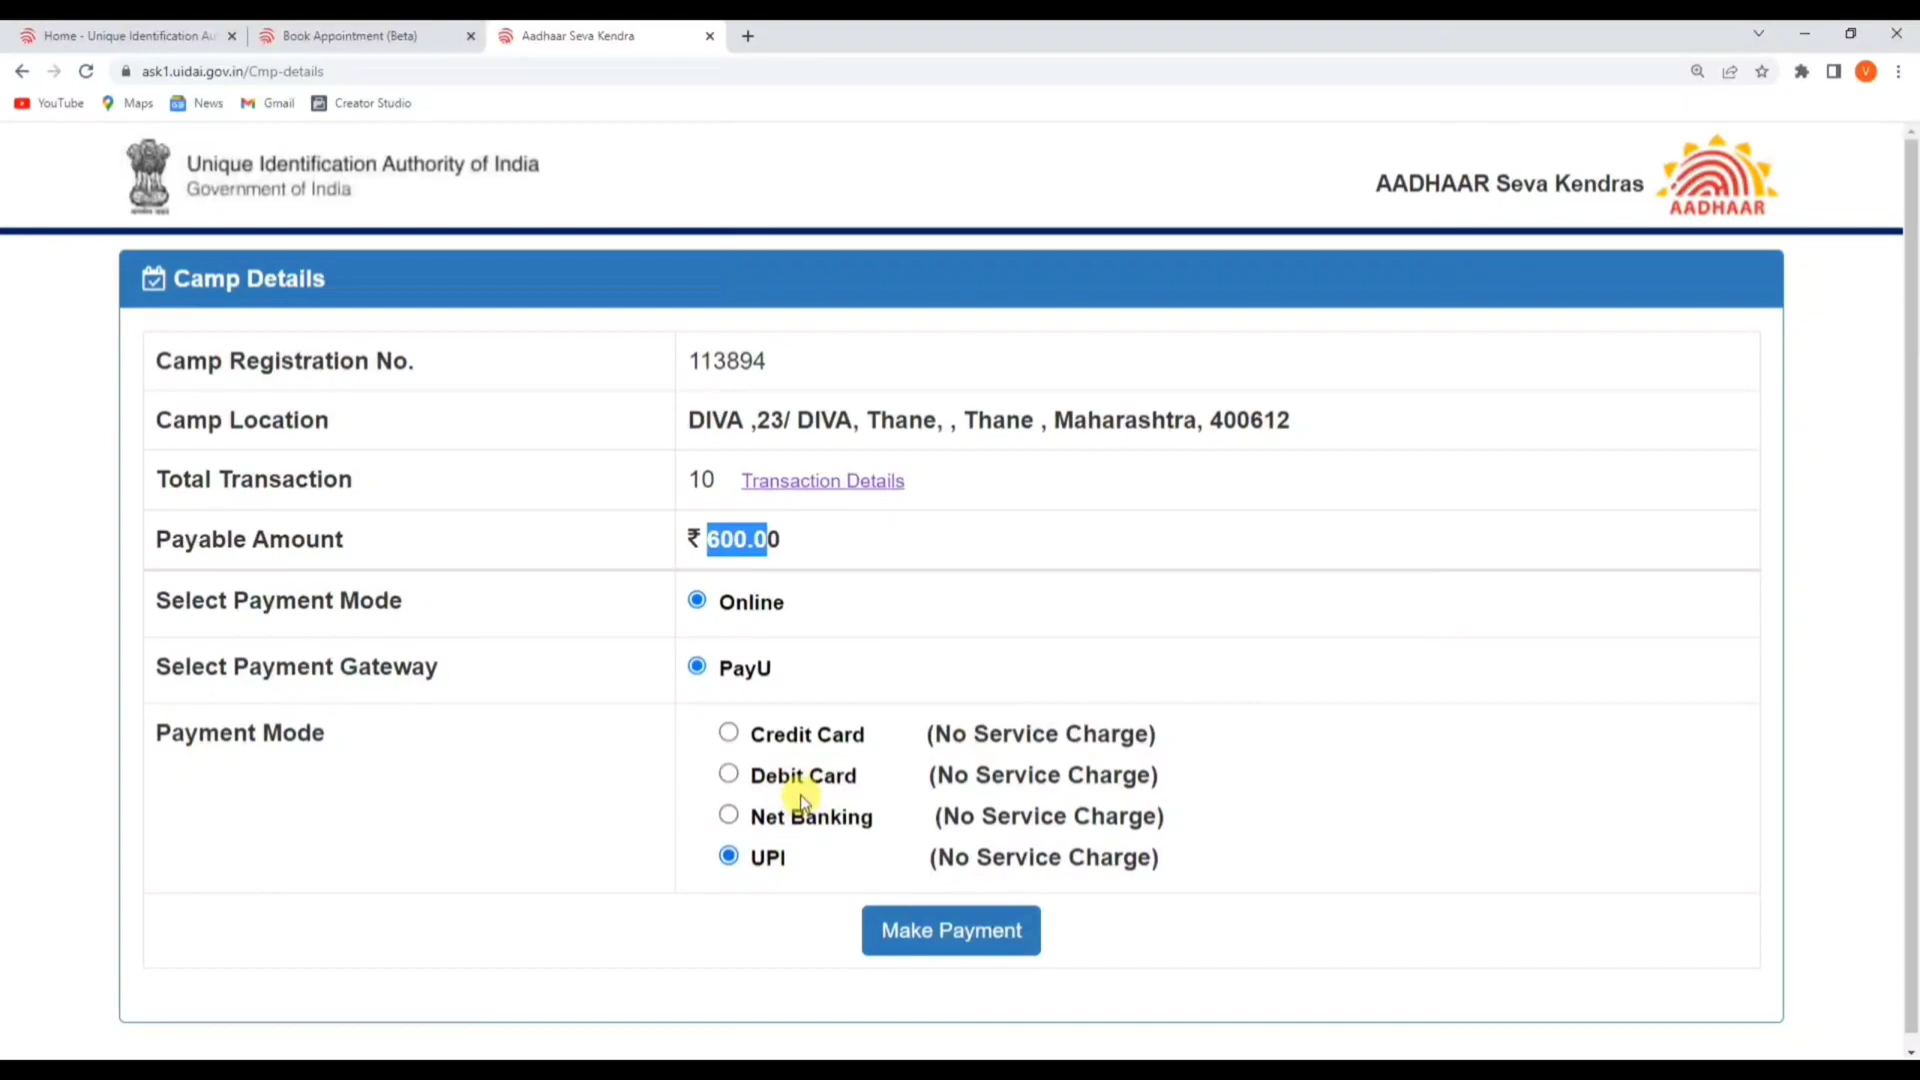 Home - Unique Identification Au
Book Appointment (Beta)
Aadhaar Seva Kendra
ask1.uidai.gov.in/Cmp-details
V
YouTube
Maps
News
Gmail
Creator Studio
Unique Identification Authority of India
Government of India
AADHAAR Seva Kendras
AADHAAR
Camp Details
Camp Registration No. 113894
Camp Location DIVA ,23/ DIVA, Thane, , Thane , Maharashtra, 400612
Total Transaction 10 Transaction Details
Payable Amount ₹ 600.00
Select Payment Mode Online
Select Payment Gateway PayU
Payment Mode Credit Card (No Service Charge)
Debit Card (No Service Charge)
Net Banking (No Service Charge)
UPI (No Service Charge)
Make Payment